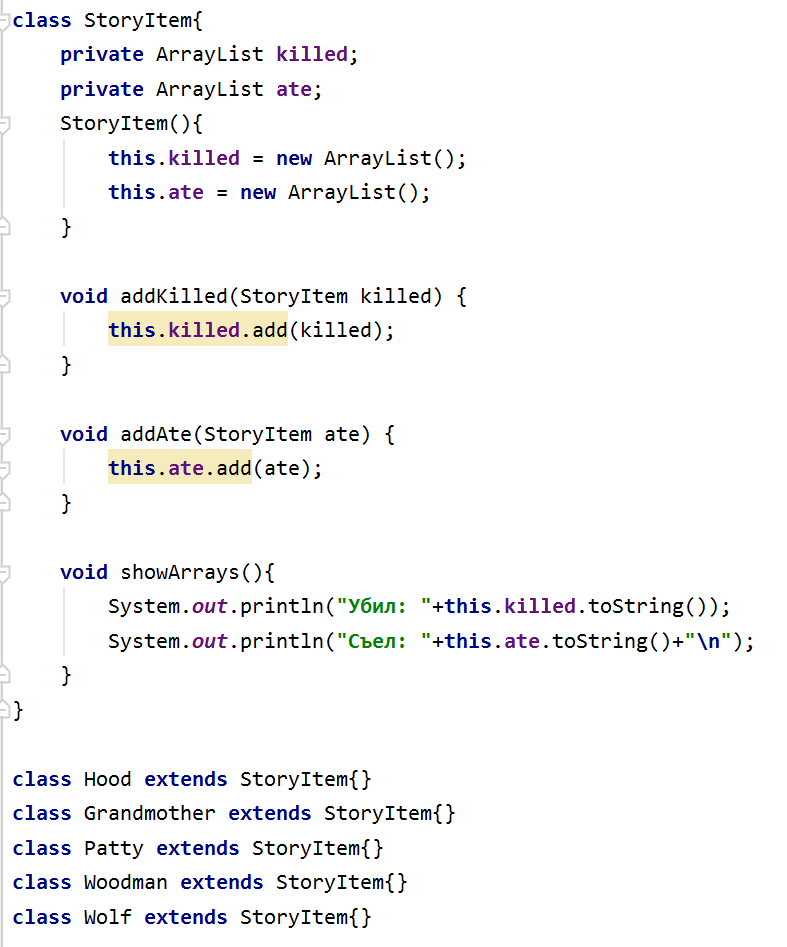 class StoryItem{
    private ArrayList killed;
    private ArrayList ate;
    StoryItem(){
        this.killed = new ArrayList();
        this.ate = new ArrayList();
    }

    void addKilled(StoryItem killed) {
        this.killed.add(killed);
    }

    void addAte(StoryItem ate) {
        this.ate.add(ate);
    }

    void showArrays(){
        System.out.println("Убил: "+this.killed.toString());
        System.out.println("Съел: "+this.ate.toString()+"\n");
    }
}

class Hood extends StoryItem{}
class Grandmother extends StoryItem{}
class Patty extends StoryItem{}
class Woodman extends StoryItem{}
class Wolf extends StoryItem{}